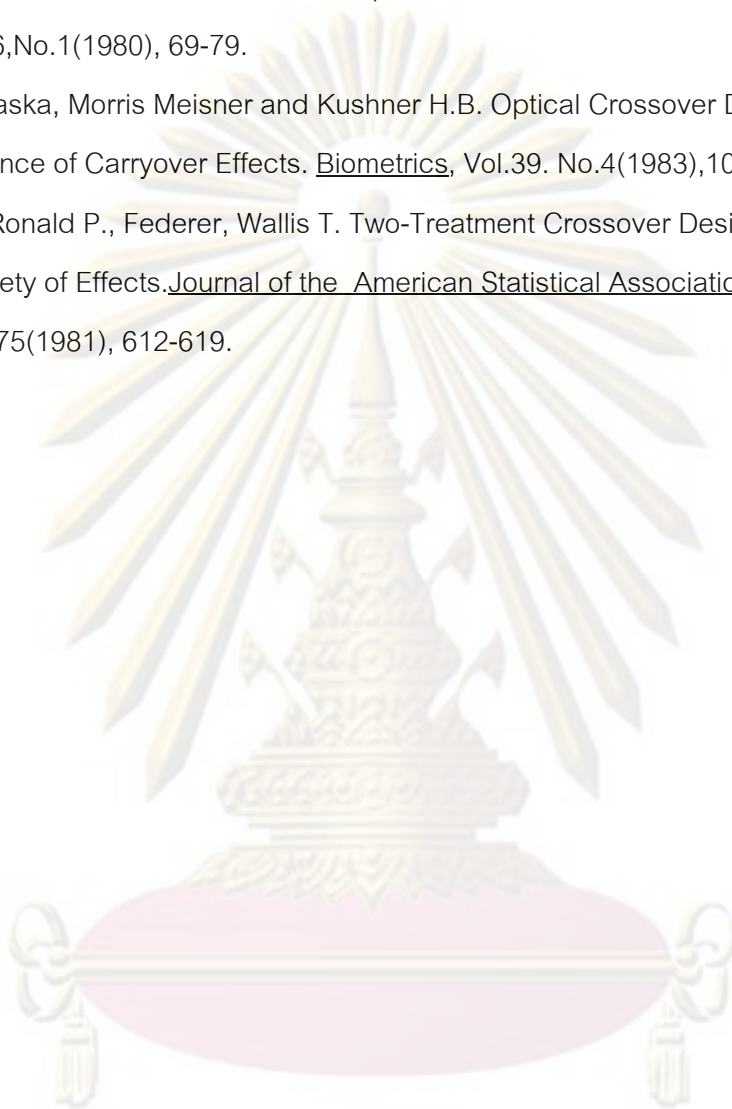 6,No.1(1980), 69-79.
aska, Morris Meisner and Kushner H.B. Optical Crossover D
nce of Carryover Effects. Biometrics, Vol.39. No.4(1983),10
Ronald P., Federer, Wallis T. Two-Treatment Crossover Desi
ety of Effects.Journal of the American Statistical Associatio
75(1981), 612-619.